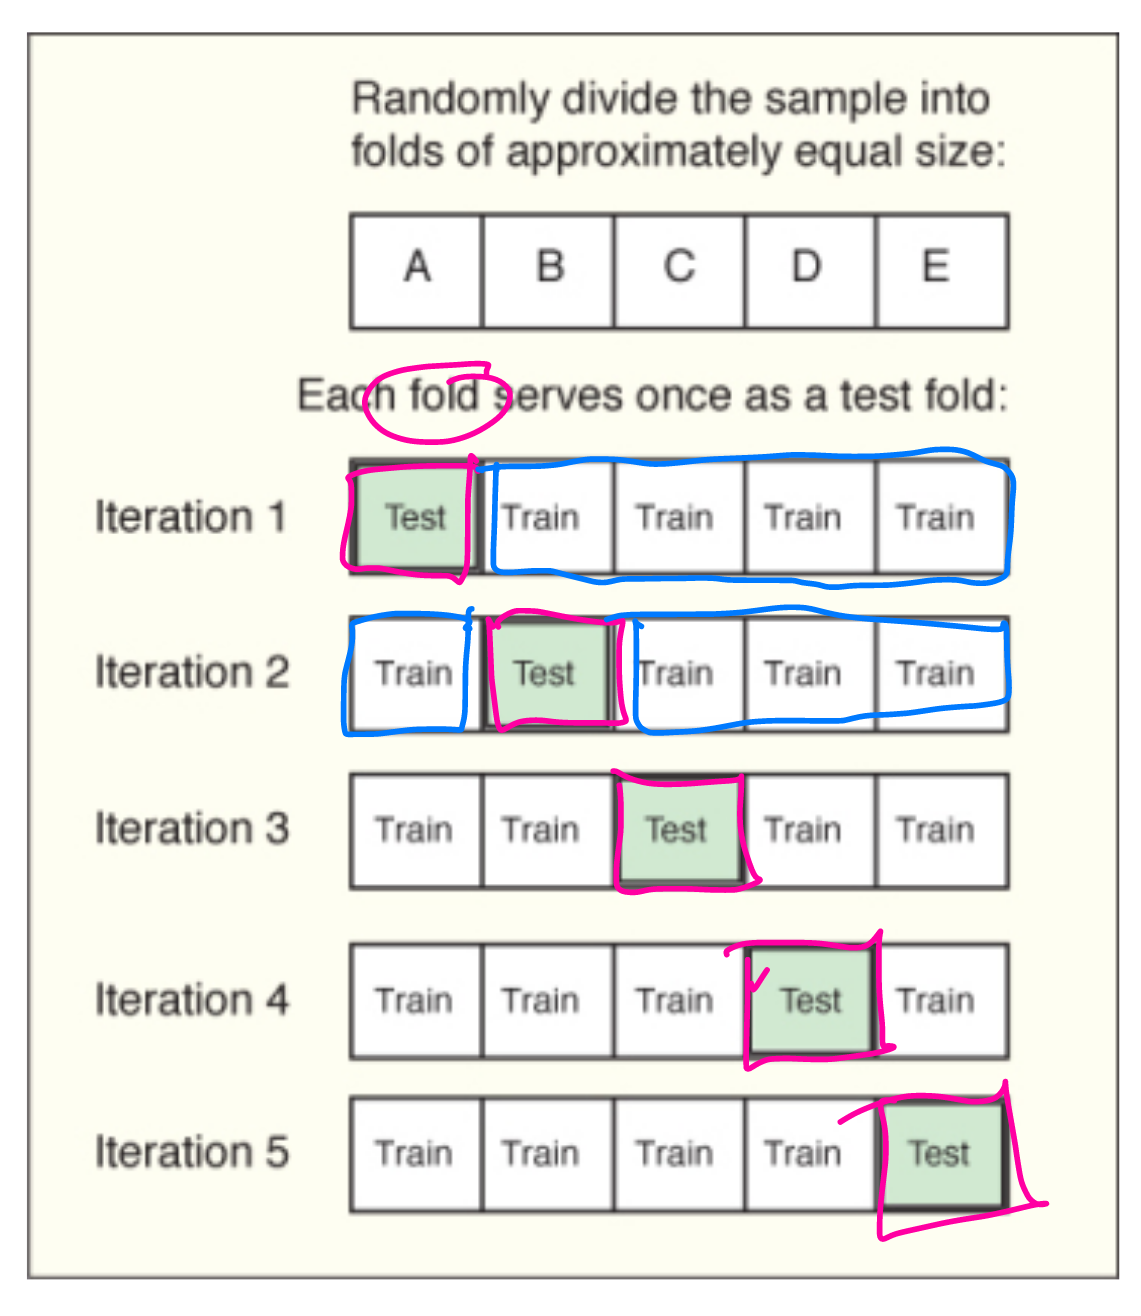 Randomly divide the sample into
folds of approximately equal size:
A B C D E
Each fold serves once as a test fold:
Iteration 1 Test Train Train Train Train
Iteration 2 Train Test Train Train Train
Iteration 3 Train Train Test Train Train
Iteration 4 Train Train Train Test Train
Iteration 5 Train Train Train Train Test